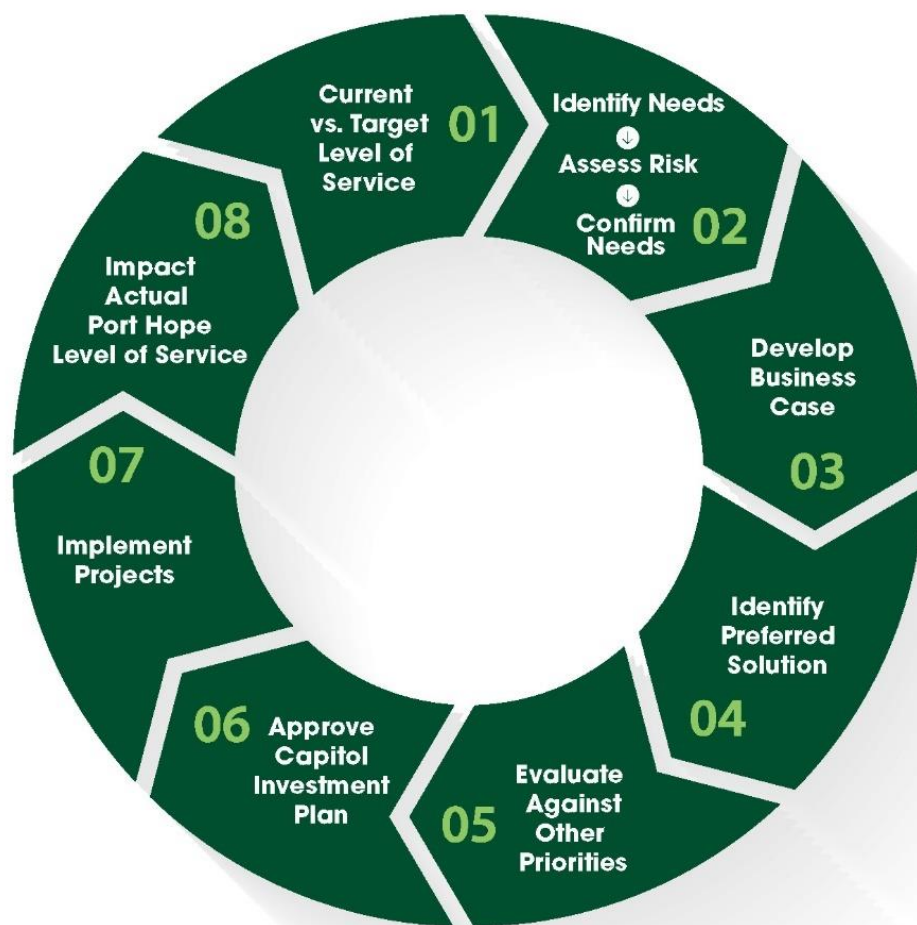 Current
vs. Target
Level of
Service
01
Identify Needs
Assess Risk
Confirm
Needs
02
Develop
Business
Case
03
Identify
Preferred
Solution
04
Evaluate
Against
Other
Priorities
05
Approve
Capitol
Investment
Plan
06
Implement
Projects
07
Impact
Actual
Port Hope
Level of Service
08